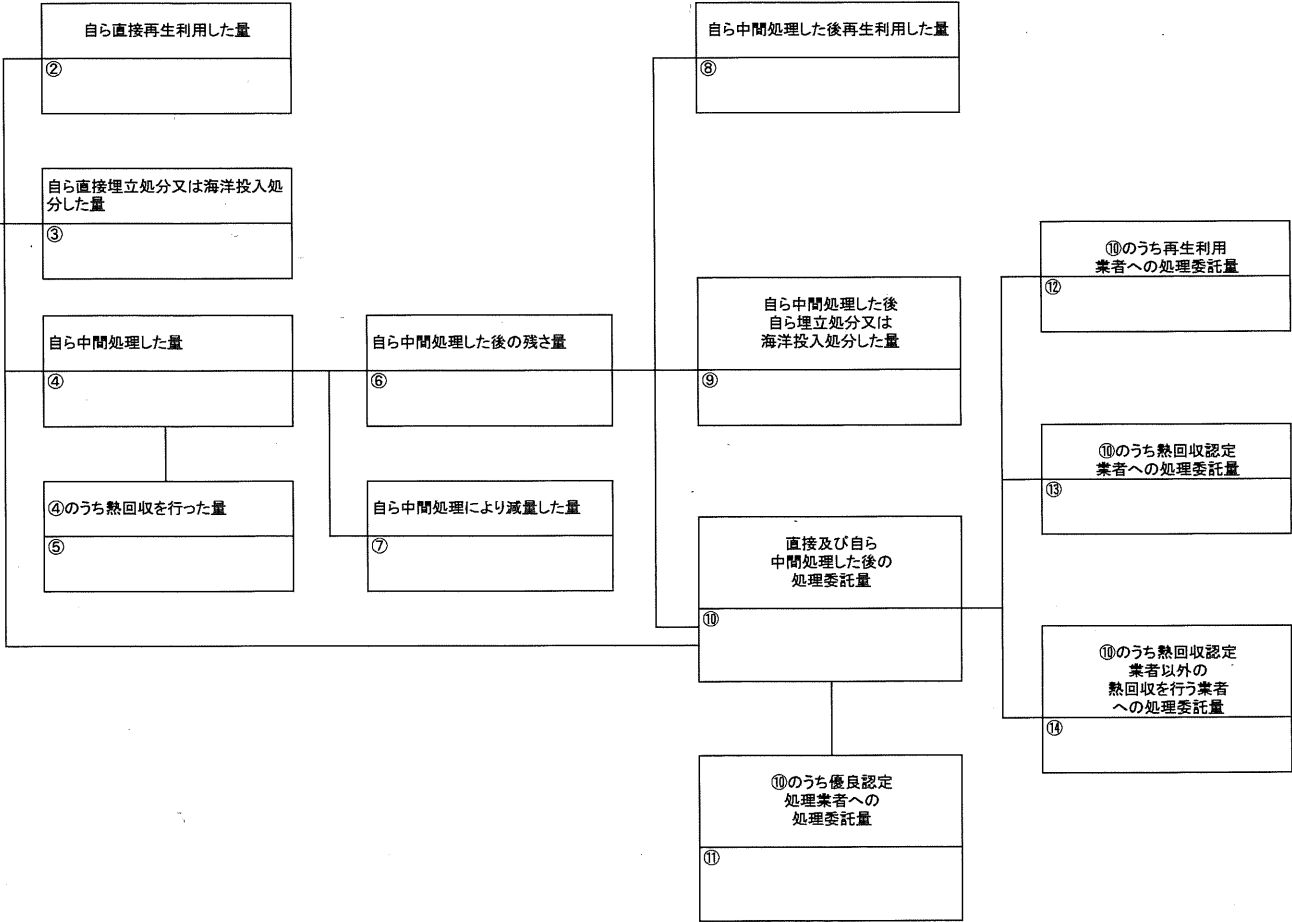 自ら直接再生利用した量
②
自ら直接埋立処分又は海洋投入処
分した量
③
自ら中間処理した量
④
④のうち熱回収を行った量
⑤
自ら中間処理した後の残さ量
⑥
自ら中間処理により減量した量
⑦
自ら中間処理した後再生利用した量
⑧
自ら中間処理した後
自ら埋立処分又は
海洋投入処分した量
⑨
直接及び自ら
中間処理した後の
処理委託量
⑩
⑩のうち優良認定
処理業者への
処理委託量
⑪
⑩のうち再生利用
業者への処理委託量
⑫
⑩のうち熱回収認定
業者への処理委託量
⑬
⑩のうち熱回収認定
業者以外の
熱回収を行う業者
への処理委託量
⑭